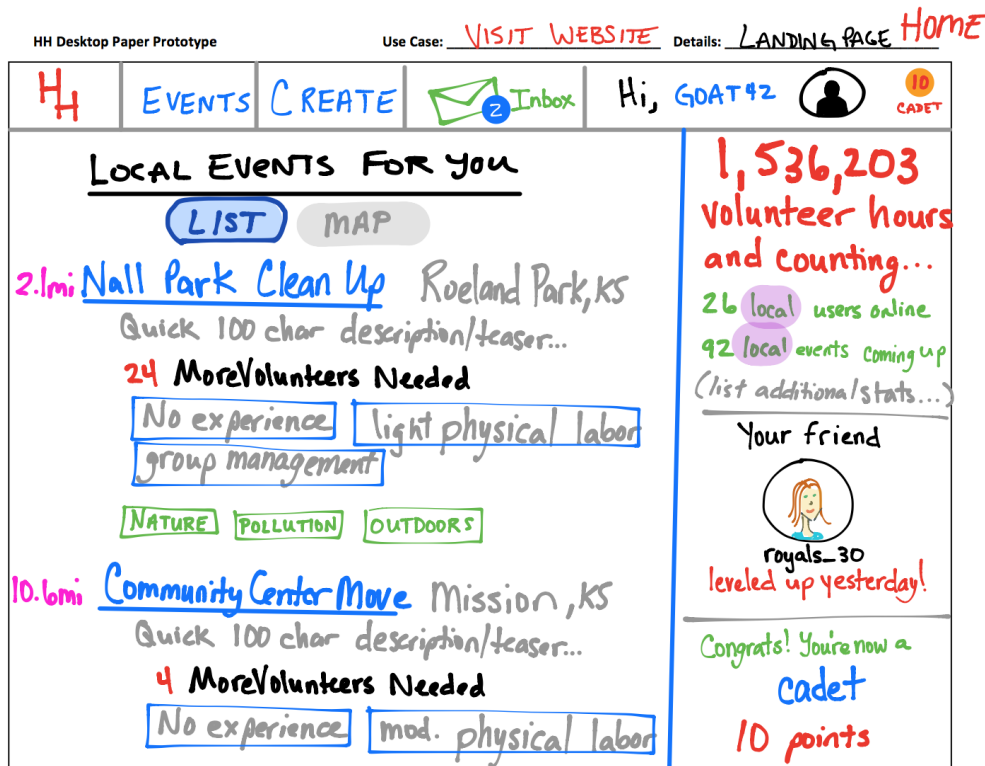 HH Desktop Paper Prototype Use Case: VISIT WEBSITE Details: LANDING PAGE HOME
HH EVENTS CREATE 2 Inbox Hi, GOAT42 10 CADET
LOCAL EVENTS FOR YOU
LIST MAP
2.1mi Nall Park Clean Up Roeland Park, KS
Quick 100 char description/teaser...
24 More Volunteers Needed
No experience light physical labor
group management
NATURE POLLUTION OUTDOORS
10.6mi Community Center Move Mission, KS
Quick 100 char description/teaser...
4 More Volunteers Needed
No experience mod. physical labor
1,536,203
volunteer hours
and counting...
26 local users online
92 local events coming up
(list additional stats...)
Your friend
royals_30
leveled up yesterday!
Congrats! You're now a
cadet
10 points